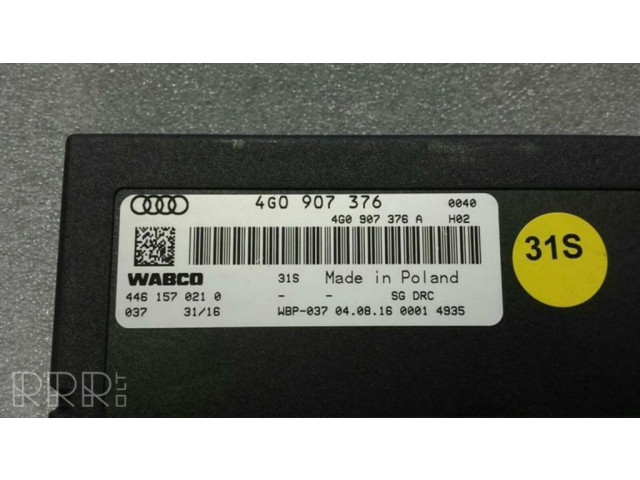 4G0 907 376 0040
4G0 907 376 A H02
WABCO 31S Made in Poland
446 157 021 0 - - SG DRC
037 31/16 WBP-037 04.08.16 0001 4935
31S
RRR.LT